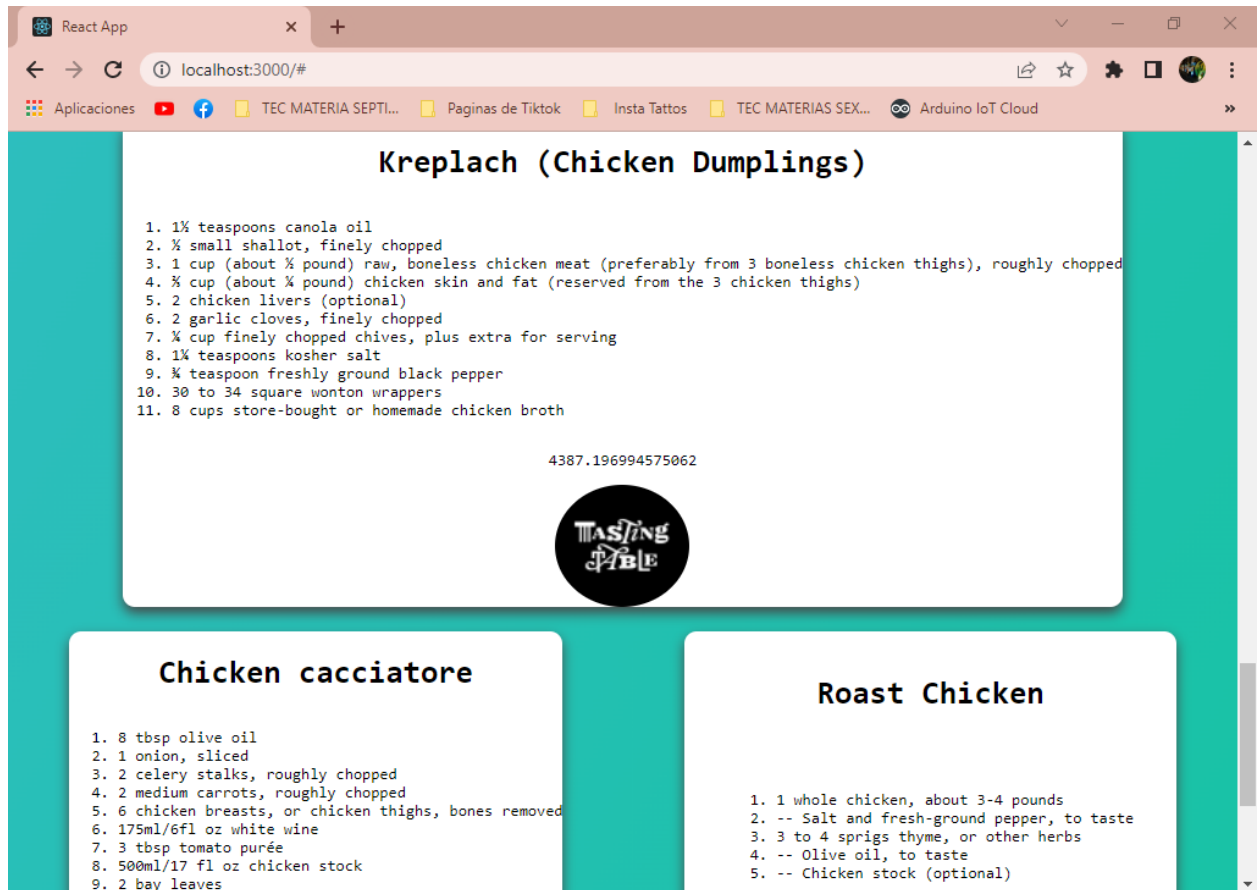 React App
localhost:3000/#
Aplicaciones TEC MATERIA SEPTI... Paginas de Tiktok Insta Tattos TEC MATERIAS SEX... Arduino IoT Cloud »
Kreplach (Chicken Dumplings)
1. 1½ teaspoons canola oil
2. ½ small shallot, finely chopped
3. 1 cup (about ½ pound) raw, boneless chicken meat (preferably from 3 boneless chicken thighs), roughly chopped
4. cup (about ¼ pound) chicken skin and fat (reserved from the 3 chicken thighs)
5. 2 chicken livers (optional)
6. 2 garlic cloves, finely chopped
7. ¼ cup finely chopped chives, plus extra for serving
8. 1¼ teaspoons kosher salt
9. ¾ teaspoon freshly ground black pepper
10. 30 to 34 square wonton wrappers
11. 8 cups store-bought or homemade chicken broth
4387.196994575062
TASTING
TABLE
Chicken cacciatore
1. 8 tbsp olive oil
2. 1 onion, sliced
3. 2 celery stalks, roughly chopped
4. 2 medium carrots, roughly chopped
5. 6 chicken breasts, or chicken thighs, bones removed
6. 175ml/6fl oz white wine
7. 3 tbsp tomato purée
8. 500ml/17 fl oz chicken stock
9. 2 bay leaves
Roast Chicken
1. 1 whole chicken, about 3-4 pounds
2. -- Salt and fresh-ground pepper, to taste
3. 3 to 4 sprigs thyme, or other herbs
4. -- Olive oil, to taste
5. -- Chicken stock (optional)